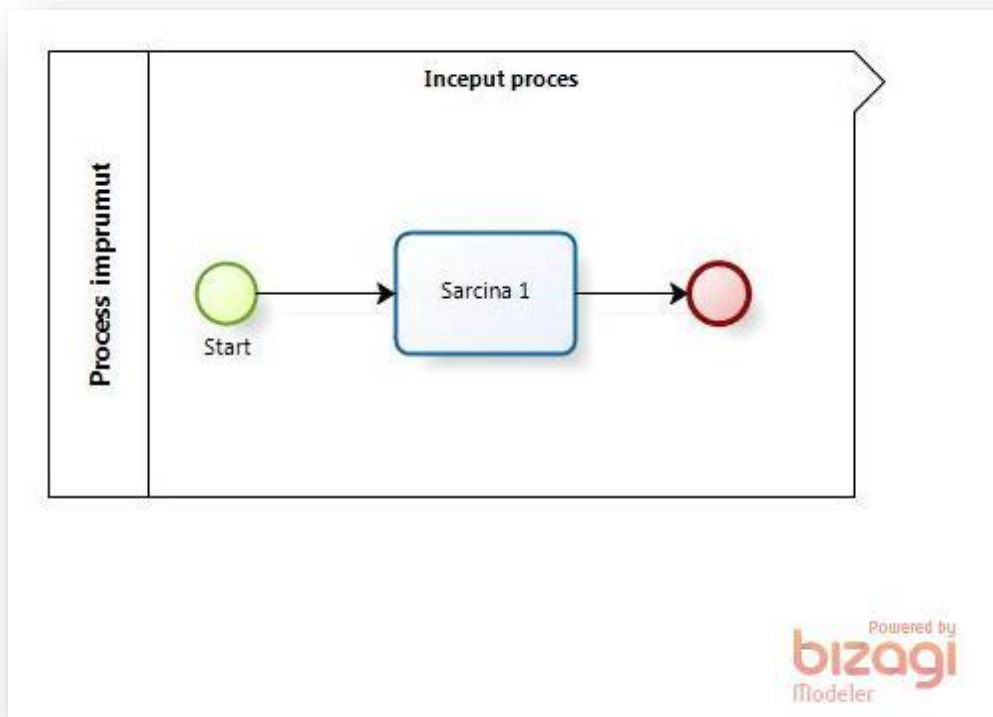 Inceput proces
Process imprumut
Sarcina 1
Start
Powered by
bizagi
Modeler